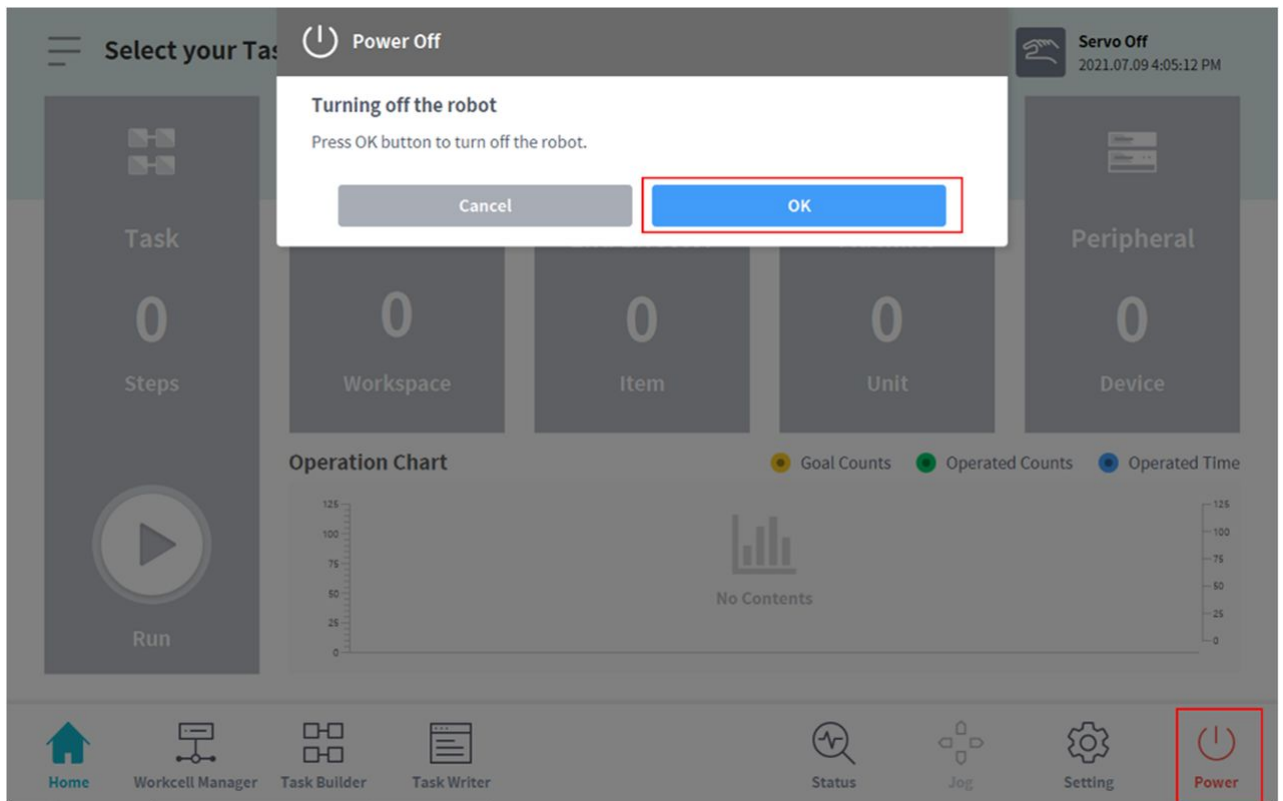 Select your Tas
Power Off
Servo Off
2021.07.09 4:05:12 PM
Turning off the robot
Press OK button to turn off the robot.
Cancel
OK
Task
0
Steps
0
Workspace
0
Item
0
Unit
Peripheral
0
Device
Run
Operation Chart
Goal Counts
Operated Counts
Operated Time
125
100
75
50
25
0
No Contents
125
100
75
50
25
0
Home
Workcell Manager
Task Builder
Task Writer
Status
Jog
Setting
Power